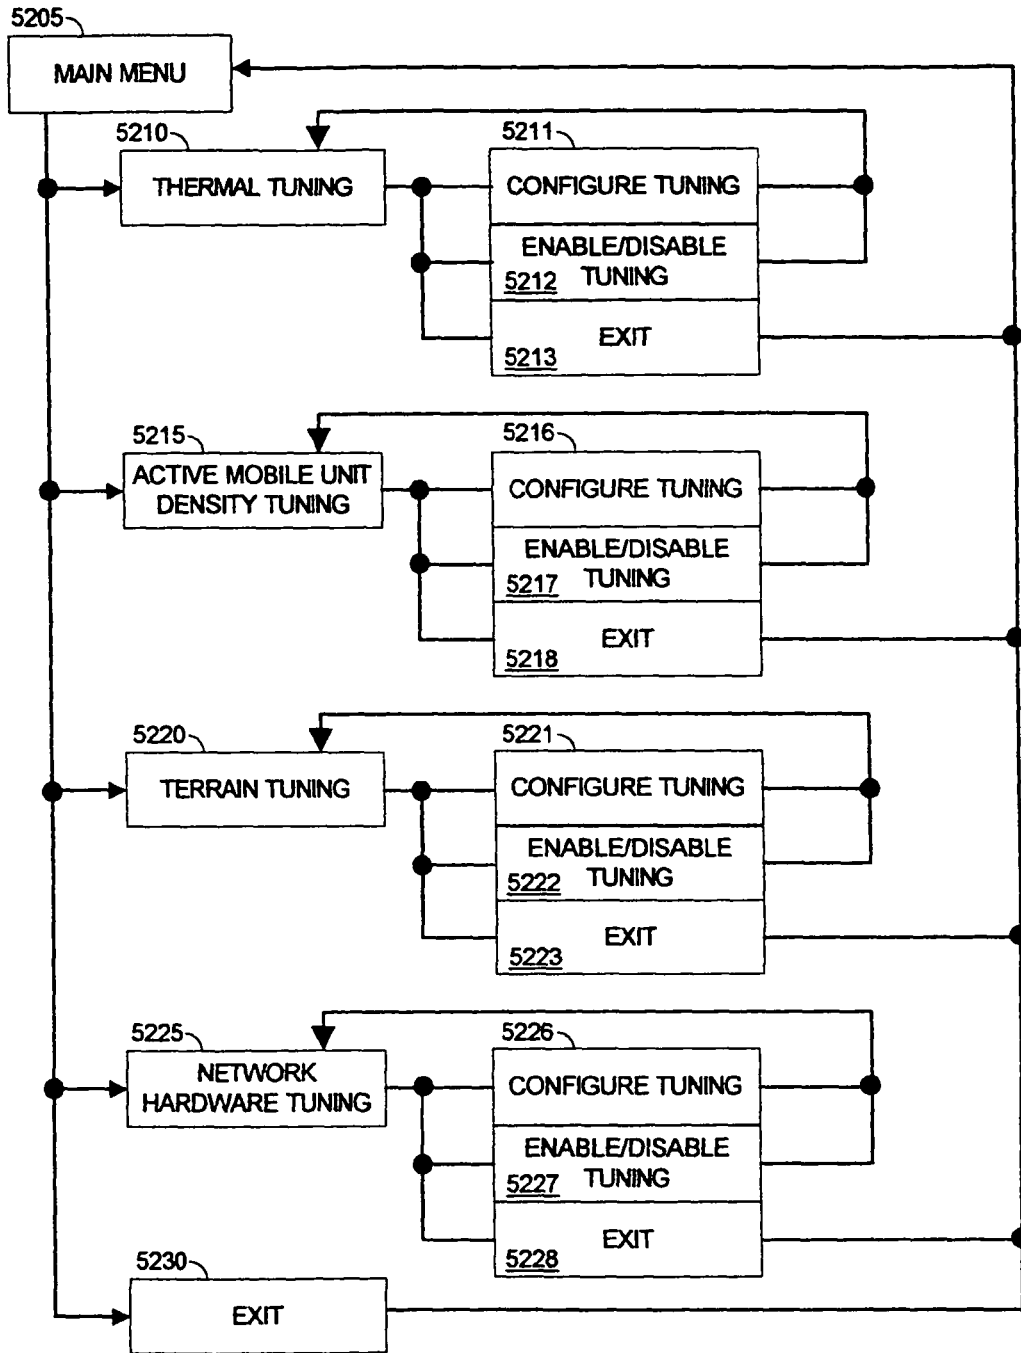 5205
MAIN MENU
5210
THERMAL TUNING
5211
CONFIGURE TUNING
ENABLE/DISABLE
5212 TUNING
EXIT
5213
5215
ACTIVE MOBILE UNIT
DENSITY TUNING
5216
CONFIGURE TUNING
ENABLE/DISABLE
5217 TUNING
EXIT
5218
5220
TERRAIN TUNING
5221
CONFIGURE TUNING
ENABLE/DISABLE
5222 TUNING
EXIT
5223
5225
NETWORK
HARDWARE TUNING
5226
CONFIGURE TUNING
ENABLE/DISABLE
5227 TUNING
EXIT
5228
5230
EXIT